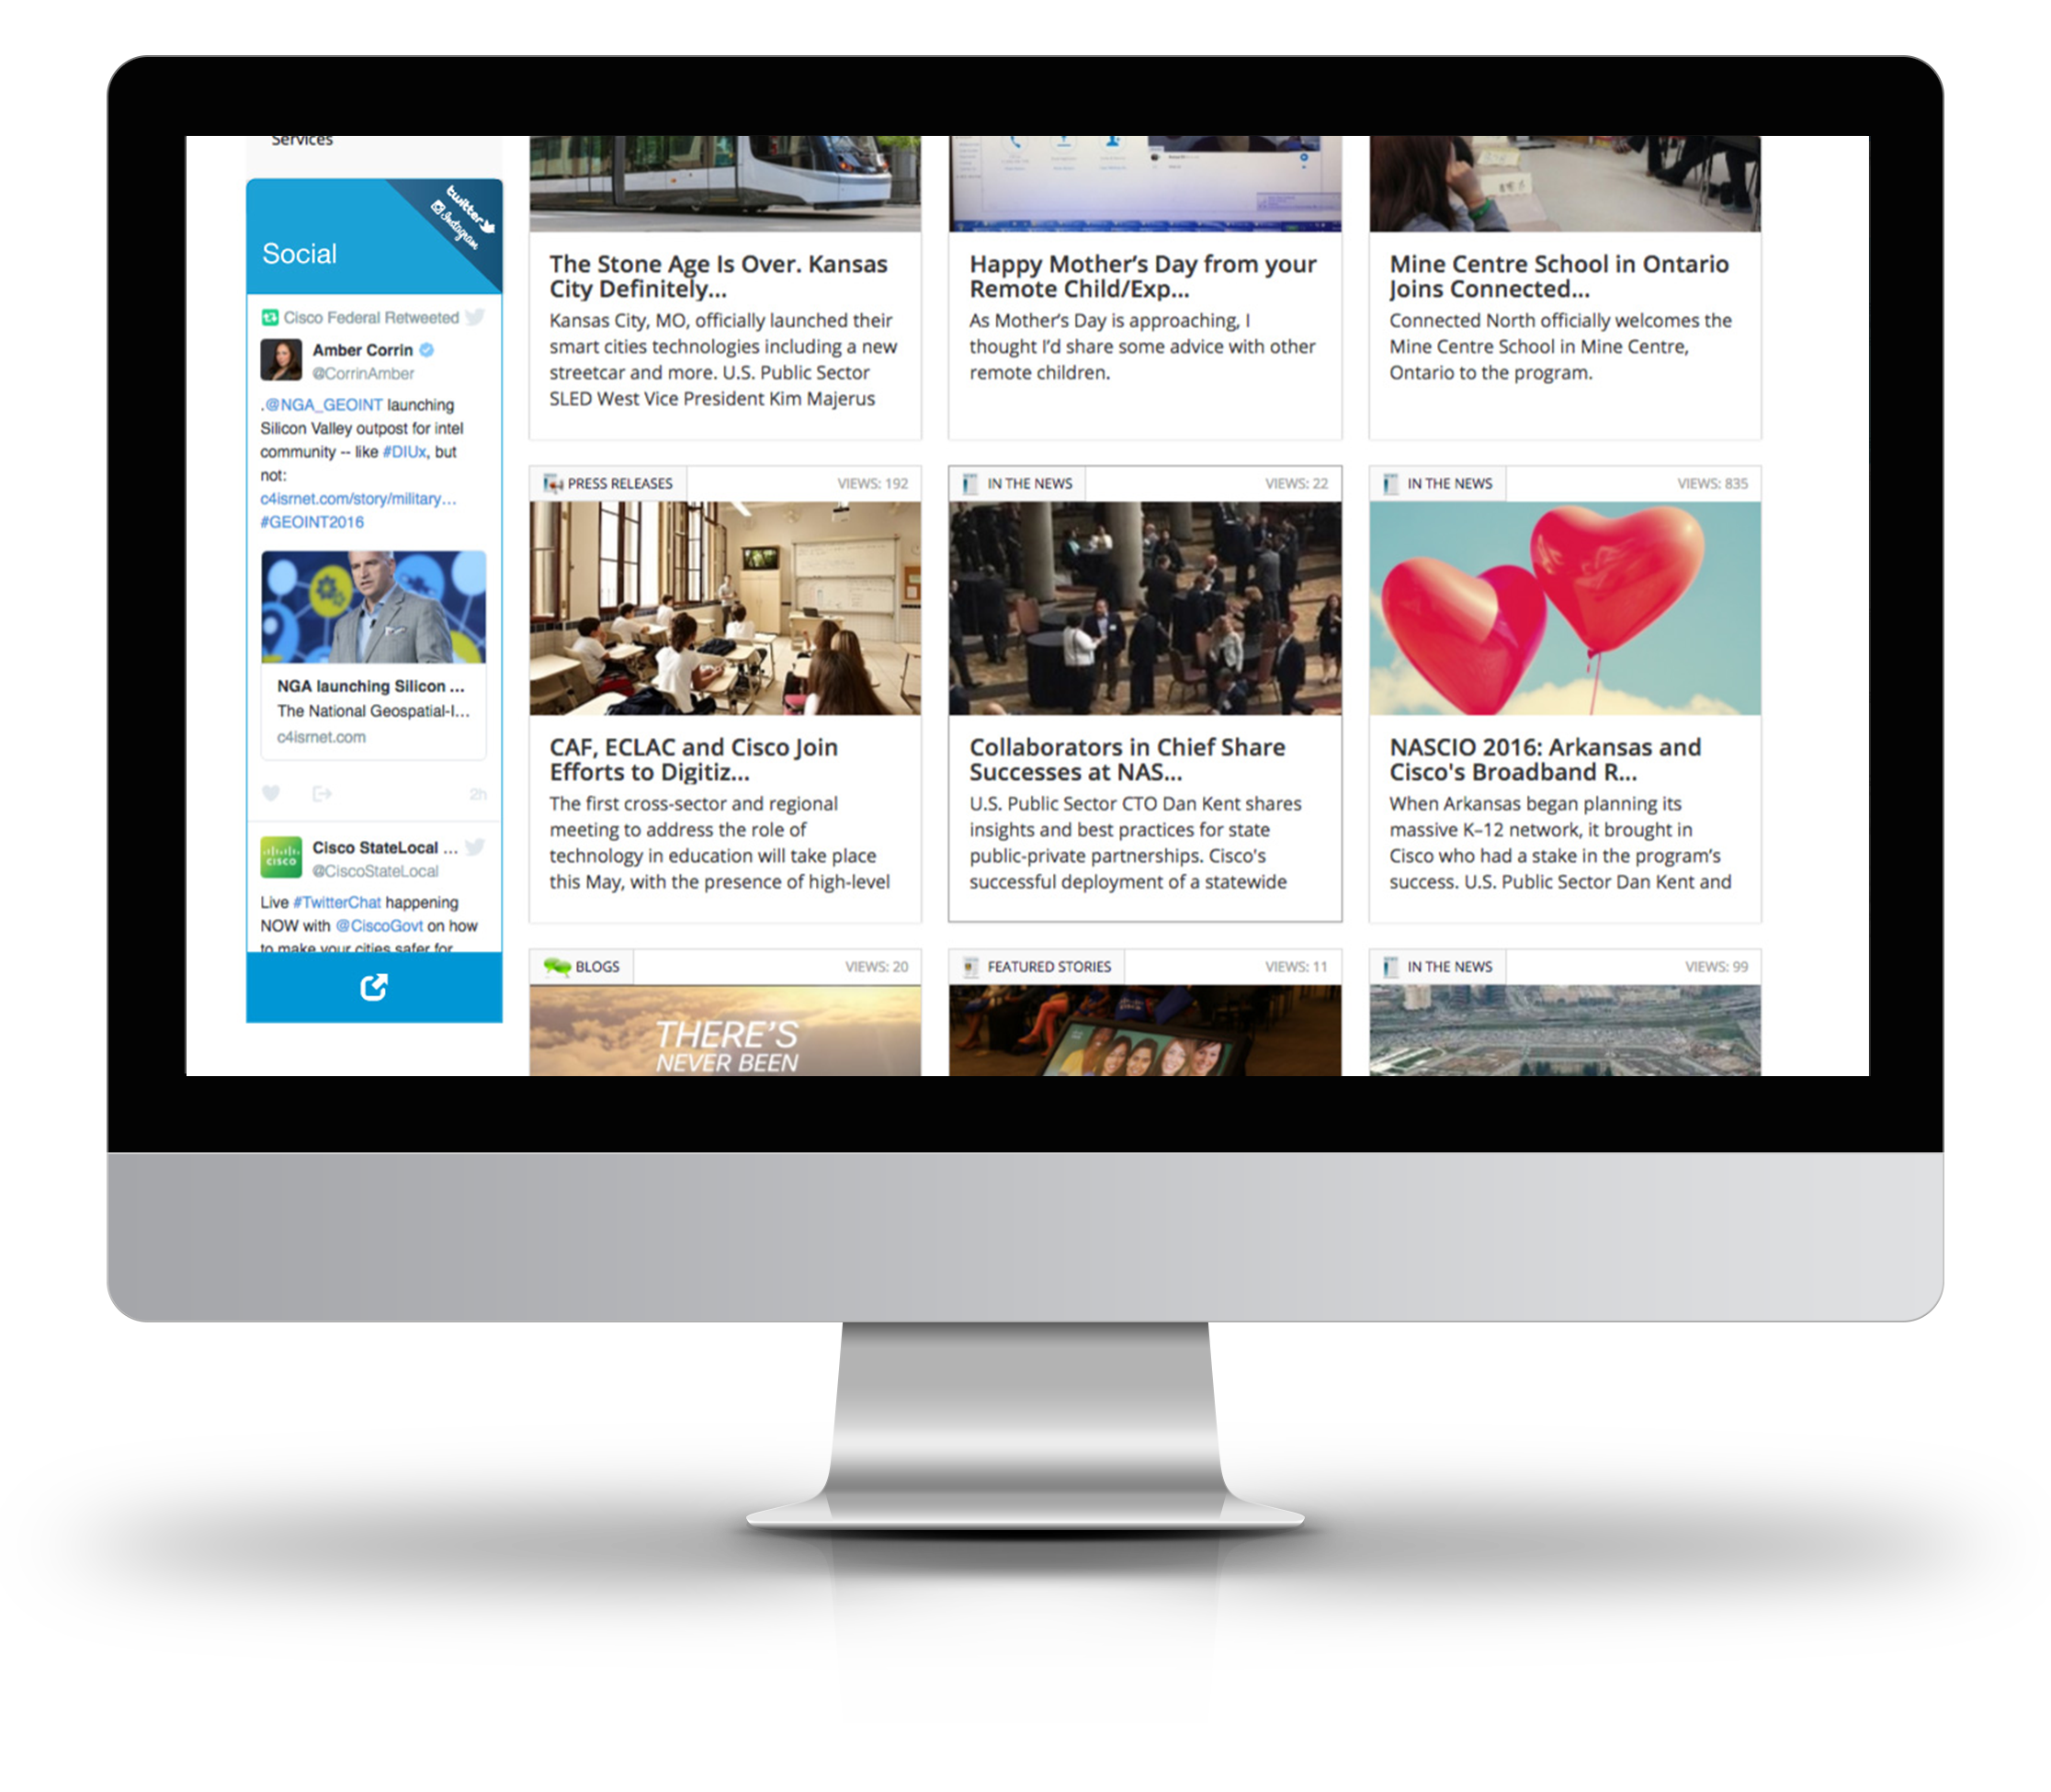 Services
twitter
Instagram
Social
Cisco Federal Retweeted
Amber Corrin
@CorrinAmber
.@NGA_GEOINT launching
Silicon Valley outpost for intel
community -- like #DIUx, but
not:
c4isrnet.com/story/military...
#GEOINT2016
NGA launching Silicon ...
The National Geospatial-I...
c4isrnet.com
2h
CISCO
Cisco StateLocal ...
@CiscoStateLocal
Live #TwitterChat happening
NOW with @CiscoGovt on how
to make your cities safer for
The Stone Age Is Over. Kansas
City Definitely...
Kansas City, MO, officially launched their
smart cities technologies including a new
streetcar and more. U.S. Public Sector
SLED West Vice President Kim Majerus
Happy Mother's Day from your
Remote Child/Exp...
As Mother's Day is approaching, I
thought I'd share some advice with other
remote children.
Mine Centre School in Ontario
Joins Connected...
Connected North officially welcomes the
Mine Centre School in Mine Centre,
Ontario to the program.
PRESS RELEASES VIEWS: 192
CAF, ECLAC and Cisco Join
Efforts to Digitiz...
The first cross-sector and regional
meeting to address the role of
technology in education will take place
this May, with the presence of high-level
IN THE NEWS VIEWS: 22
Collaborators in Chief Share
Successes at NAS...
U.S. Public Sector CTO Dan Kent shares
insights and best practices for state
public-private partnerships. Cisco's
successful deployment of a statewide
IN THE NEWS VIEWS: 835
NASCIO 2016: Arkansas and
Cisco's Broadband R...
When Arkansas began planning its
massive K–12 network, it brought in
Cisco who had a stake in the program's
success. U.S. Public Sector Dan Kent and
BLOGS VIEWS: 20
THERE'S
NEVER BEEN
FEATURED STORIES VIEWS: 11
IN THE NEWS VIEWS: 99